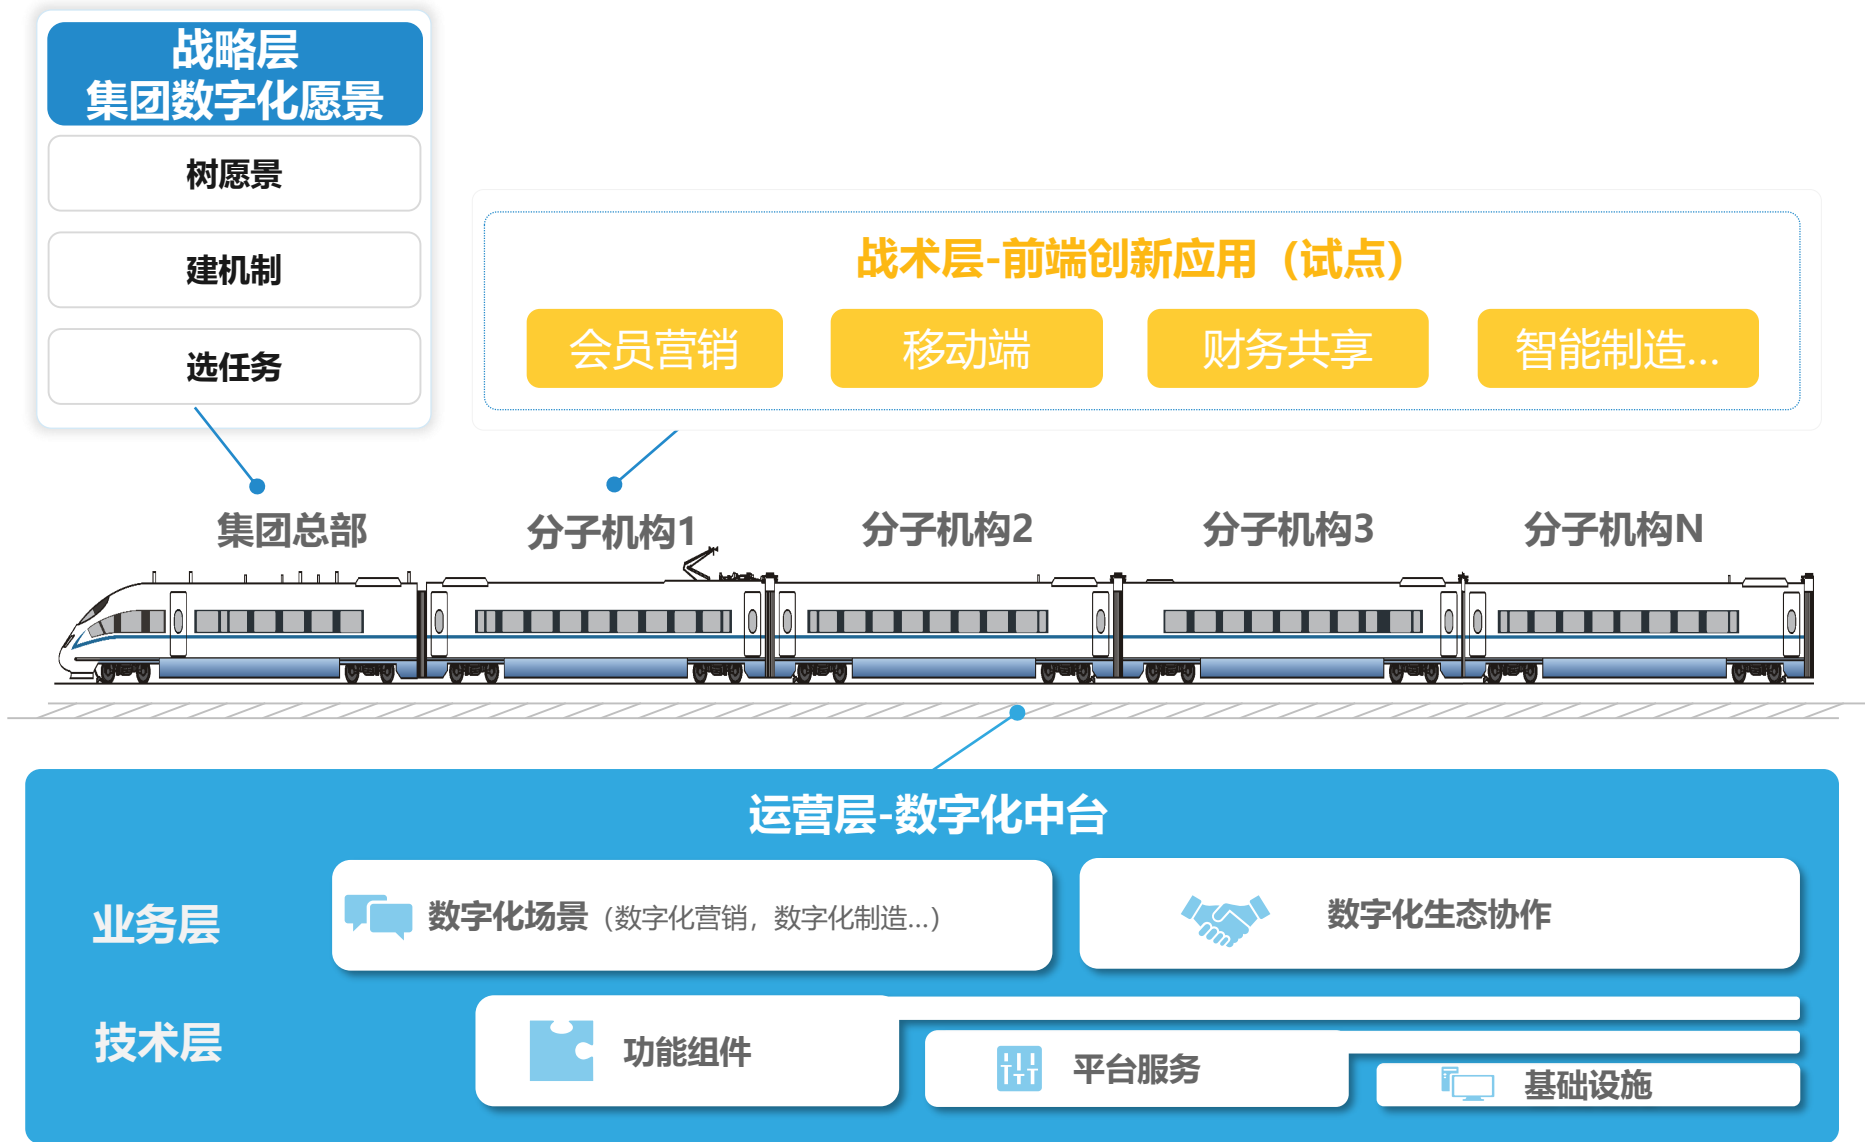 战略层
集团数字化愿景
树愿景
建机制
选任务
战术层-前端创新应用（试点）
会员营销
移动端
财务共享
智能制造...
集团总部
分子机构1
分子机构2
分子机构3
分子机构N
运营层-数字化中台
业务层
数字化场景（数字化营销，数字化制造...）
数字化生态协作
技术层
功能组件
平台服务
基础设施